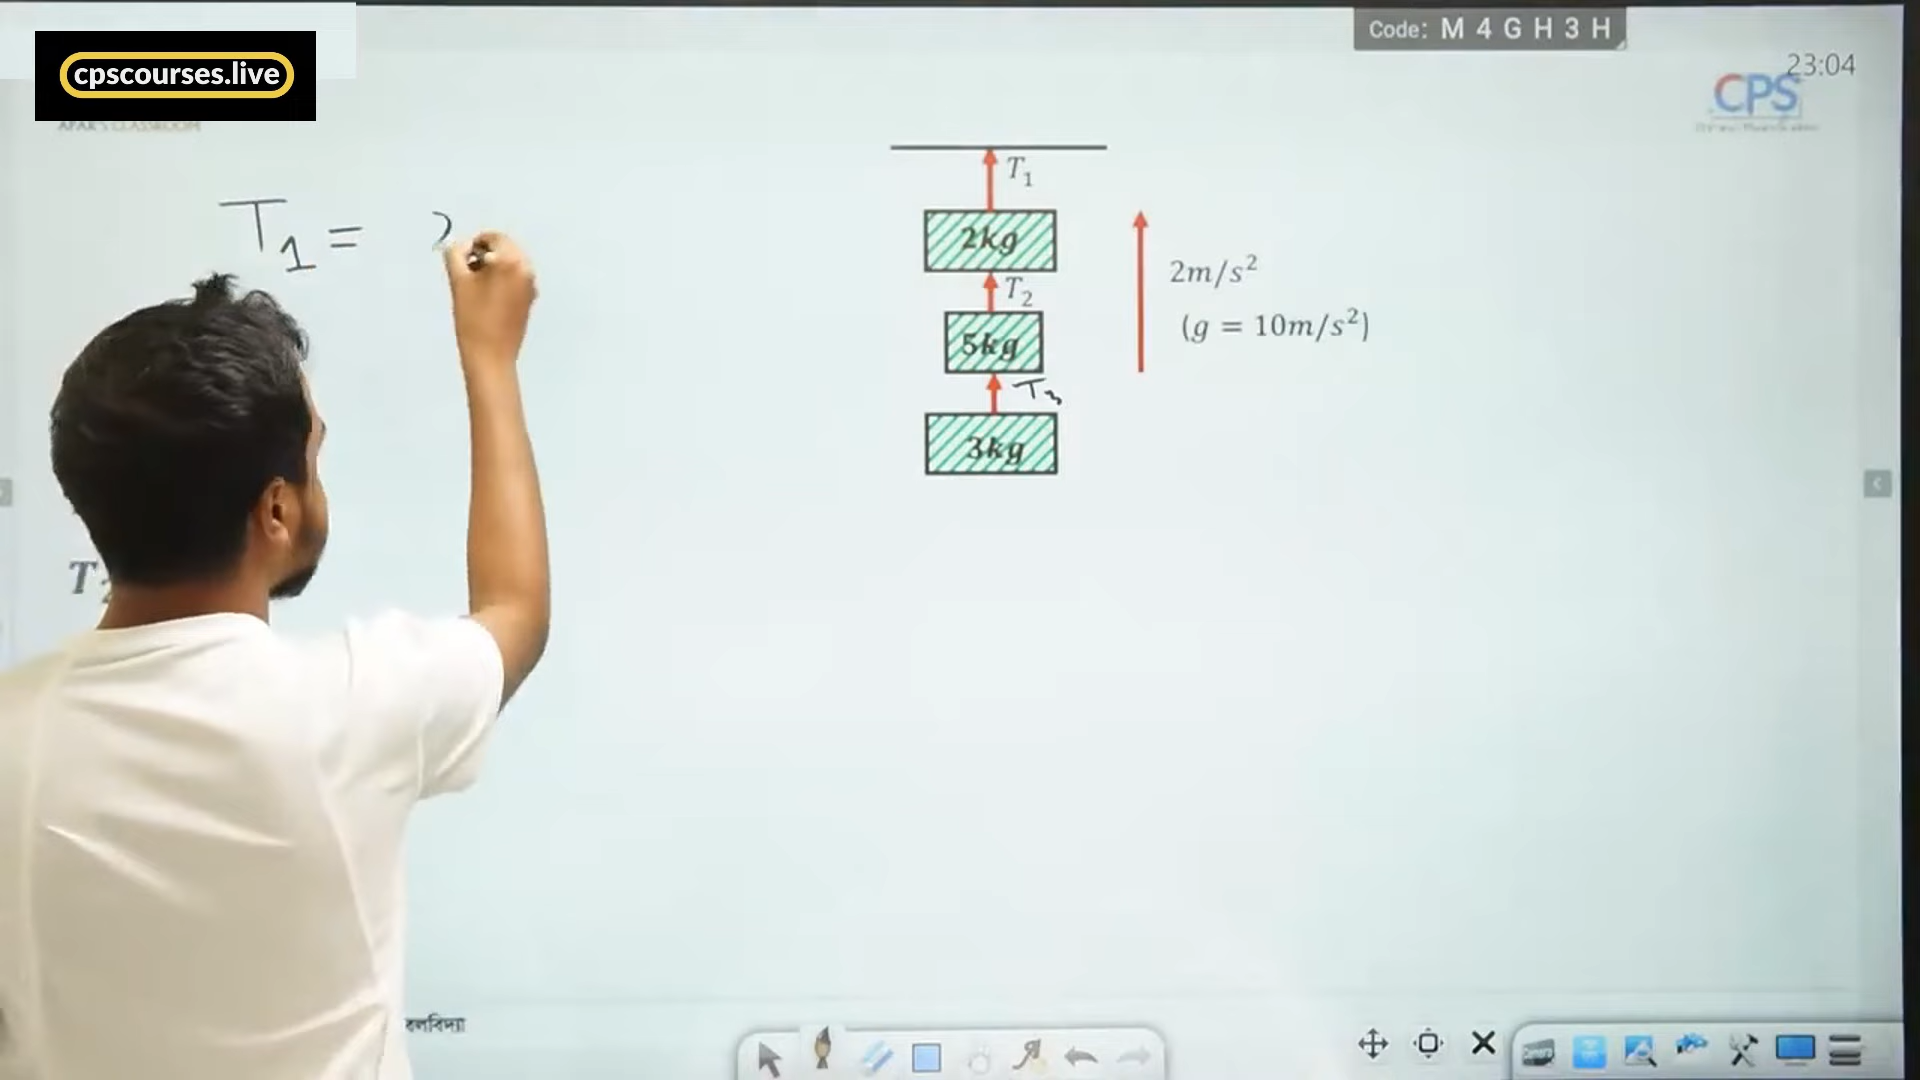 cpscourses.live
Code: M 4 G H 3 H
23:04
CPS
T₁ =
T₁
2kg
T₂
5kg
T₃
3kg
2m/s²
(g = 10m/s²)
T
বলবিদ্যা